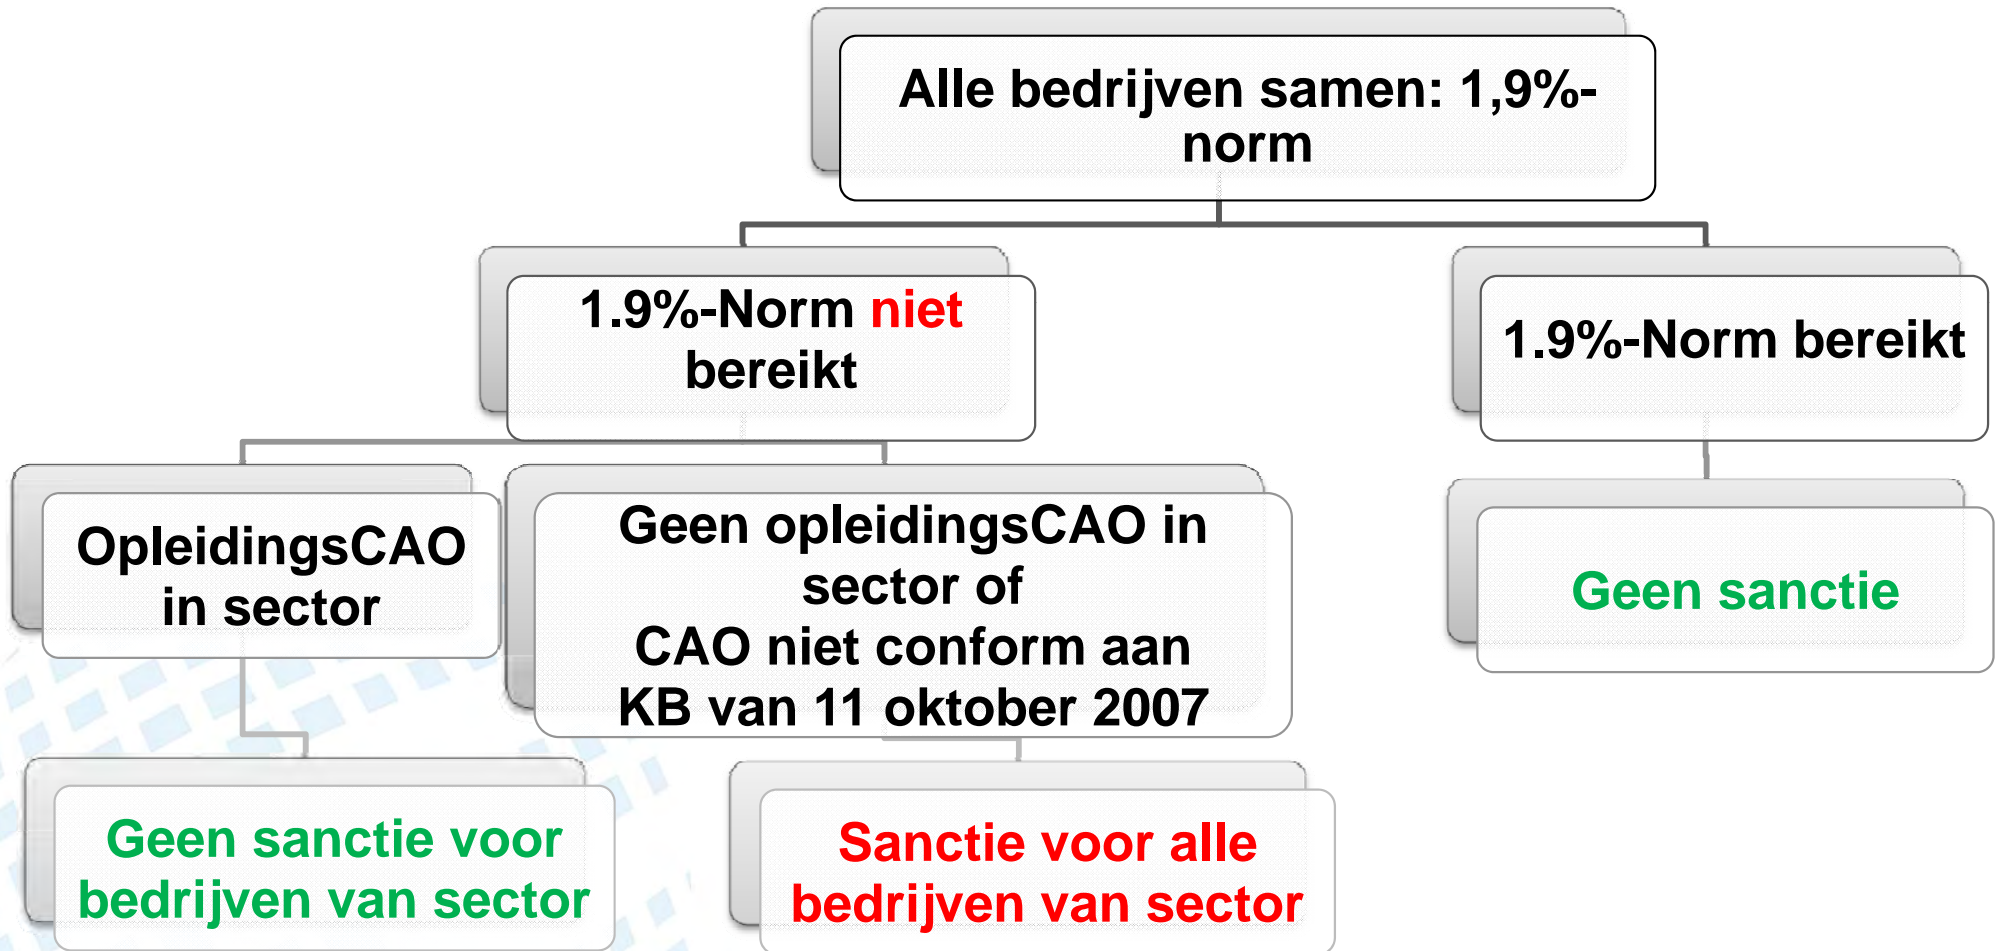 Alle bedrijven samen: 1,9%-
norm
1.9%-Norm niet
bereikt
1.9%-Norm bereikt
OpleidingsCAO
in sector
Geen opleidingsCAO in
sector of
CAO niet conform aan
KB van 11 oktober 2007
Geen sanctie
Geen sanctie voor
bedrijven van sector
Sanctie voor alle
bedrijven van sector